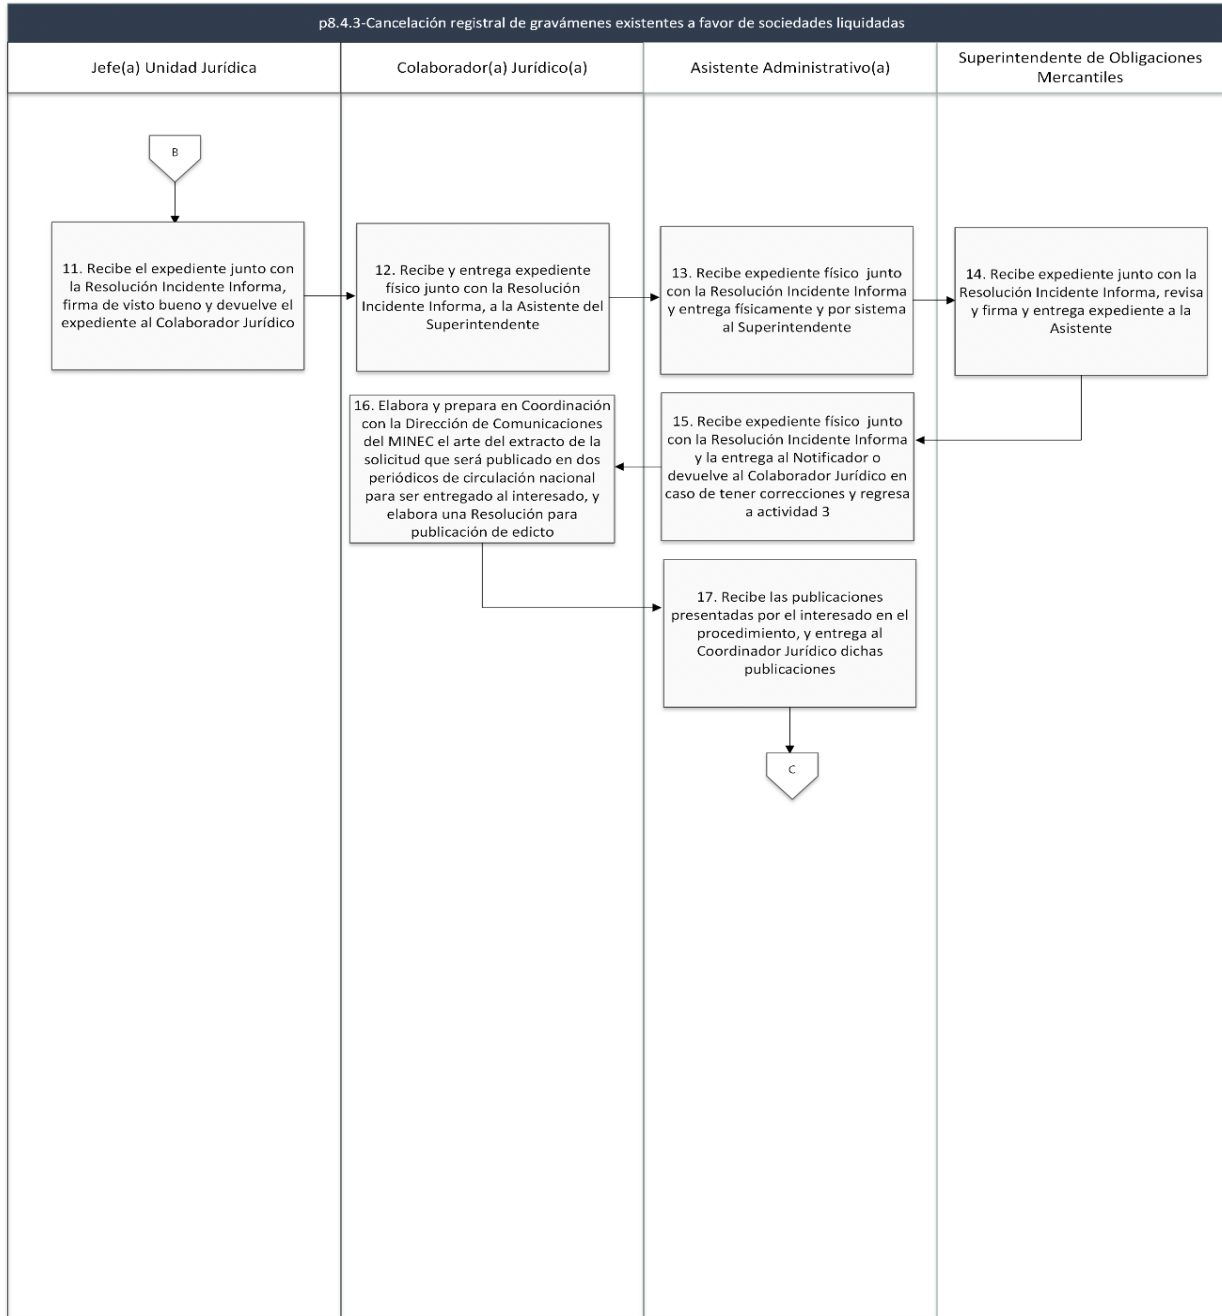 p8.4.3-Cancelación registral de gravámenes existentes a favor de sociedades liquidadas
Jefe(a) Unidad Jurídica
Colaborador(a) Jurídico(a)
Asistente Administrativo(a)
Superintendente de Obligaciones
Mercantiles
B
11. Recibe el expediente junto con
la Resolución Incidente Informa,
firma de visto bueno y devuelve el
expediente al Colaborador Jurídico
12. Recibe y entrega expediente
físico junto con la Resolución
Incidente Informa, a la Asistente del
Superintendente
13. Recibe expediente físico junto
con la Resolución Incidente Informa
y entrega físicamente y por sistema
al Superintendente
14. Recibe expediente junto con la
Resolución Incidente Informa, revisa
y firma y entrega expediente a la
Asistente
16. Elabora y prepara en Coordinación
con la Dirección de Comunicaciones
del MINEC el arte del extracto de la
solicitud que será publicado en dos
periódicos de circulación nacional
para ser entregado al interesado, y
elabora una Resolución para
publicación de edicto
15. Recibe expediente físico junto
con la Resolución Incidente Informa
y la entrega al Notificador o
devuelve al Colaborador Jurídico en
caso de tener correcciones y regresa
a actividad 3
17. Recibe las publicaciones
presentadas por el interesado en el
procedimiento, y entrega al
Coordinador Jurídico dichas
publicaciones
C